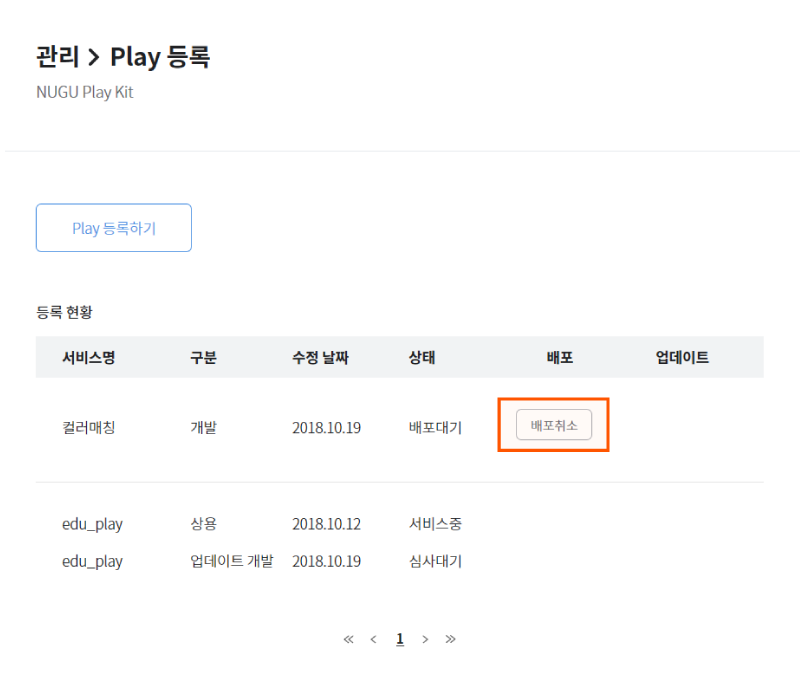 관리 > Play 등록
NUGU Play Kit
Play 등록하기
등록 현황
서비스명 구분 수정 날짜 상태 배포 업데이트
컬러매칭 개발 2018.10.19 배포대기 배포취소
edu_play 상용 2018.10.12 서비스중
edu_play 업데이트 개발 2018.10.19 심사대기
« < 1 > »